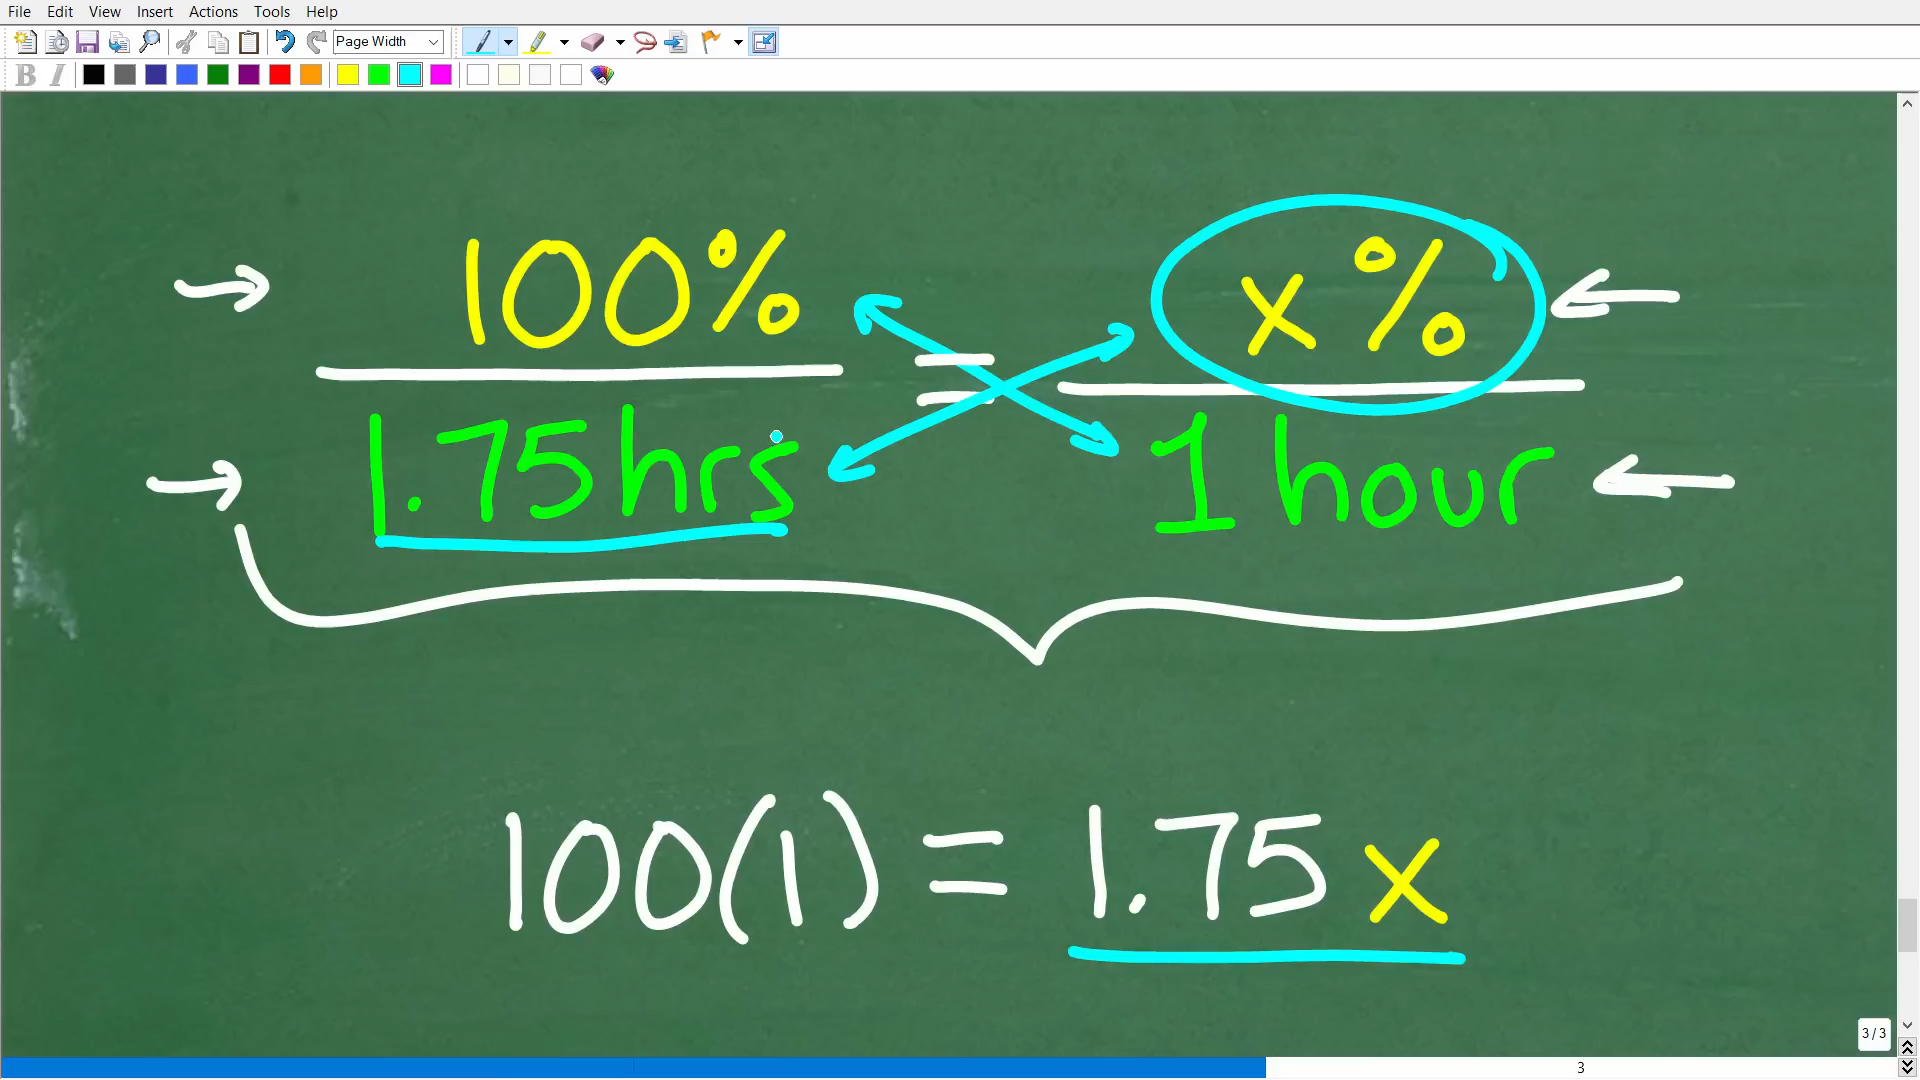 File Edit View Insert Actions Tools Help
Page Width
B I
100% = x%
1.75hrs 1 hour
100(1) = 1.75x
3/3
3